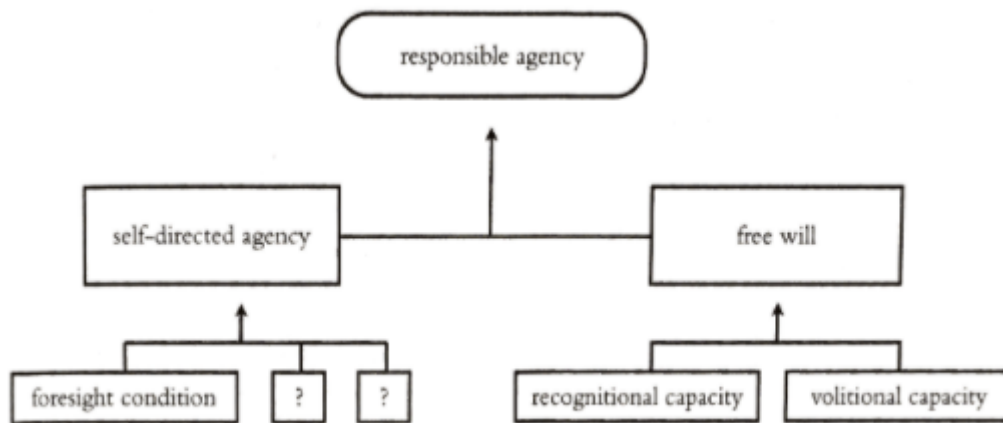 responsible agency
self-directed agency
free will
foresight condition
?
?
recognitional capacity
volitional capacity